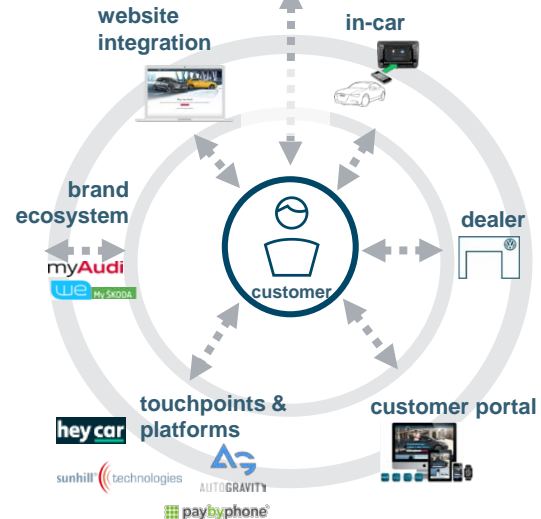 website
integration
in-car
brand
ecosystem
myAudi
we My ŠKODA
customer
dealer
touchpoints &
platforms
hey car
sunhill technologies
AUTOGRAVITY
paybyphone
customer portal